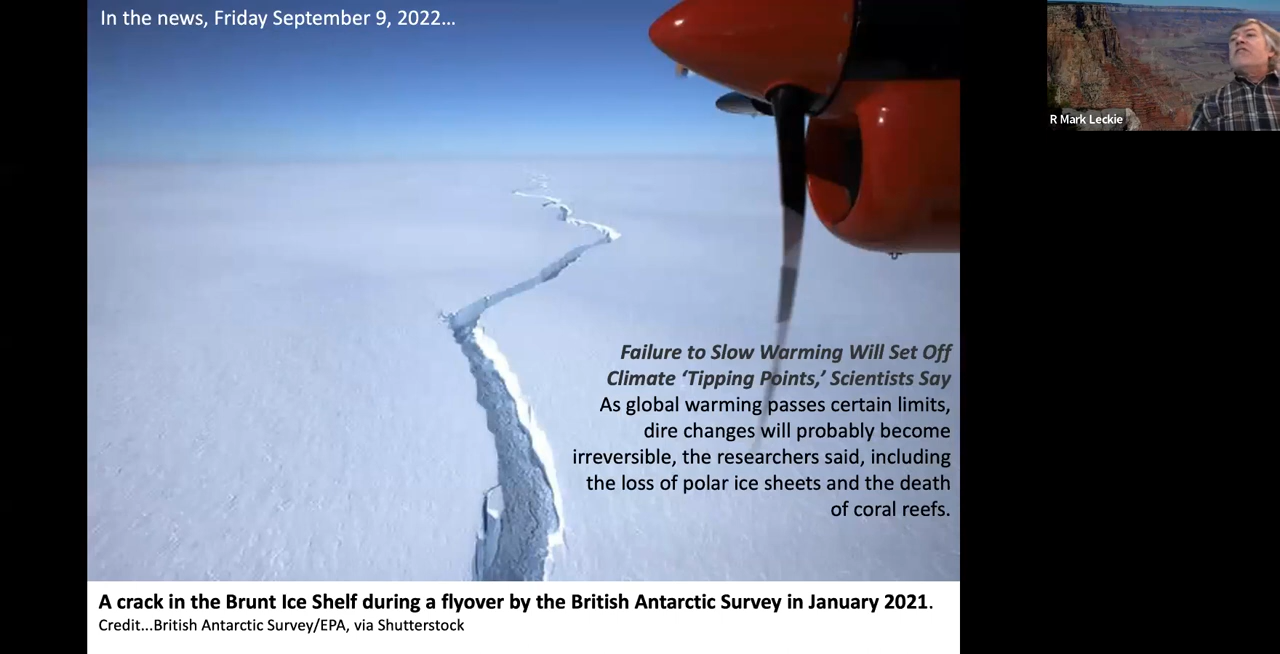 In the news, Friday September 9, 2022...
R Mark Leckie
Failure to Slow Warming Will Set Off
Climate ‘Tipping Points,’ Scientists Say
As global warming passes certain limits,
dire changes will probably become
irreversible, the researchers said, including
the loss of polar ice sheets and the death
of coral reefs.
A crack in the Brunt Ice Shelf during a flyover by the British Antarctic Survey in January 2021.
Credit...British Antarctic Survey/EPA, via Shutterstock